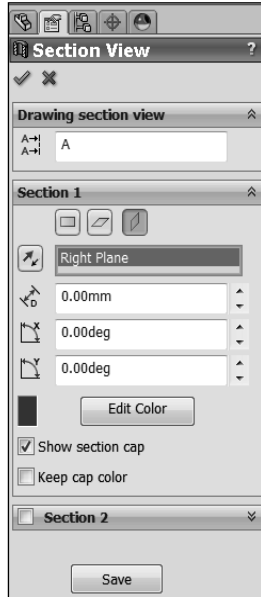 Section View ?
Drawing section view
A
A
A
Section 1
Right Plane
D 0.00mm
X 0.00deg
Y 0.00deg
Edit Color
Show section cap
Keep cap color
Section 2
Save